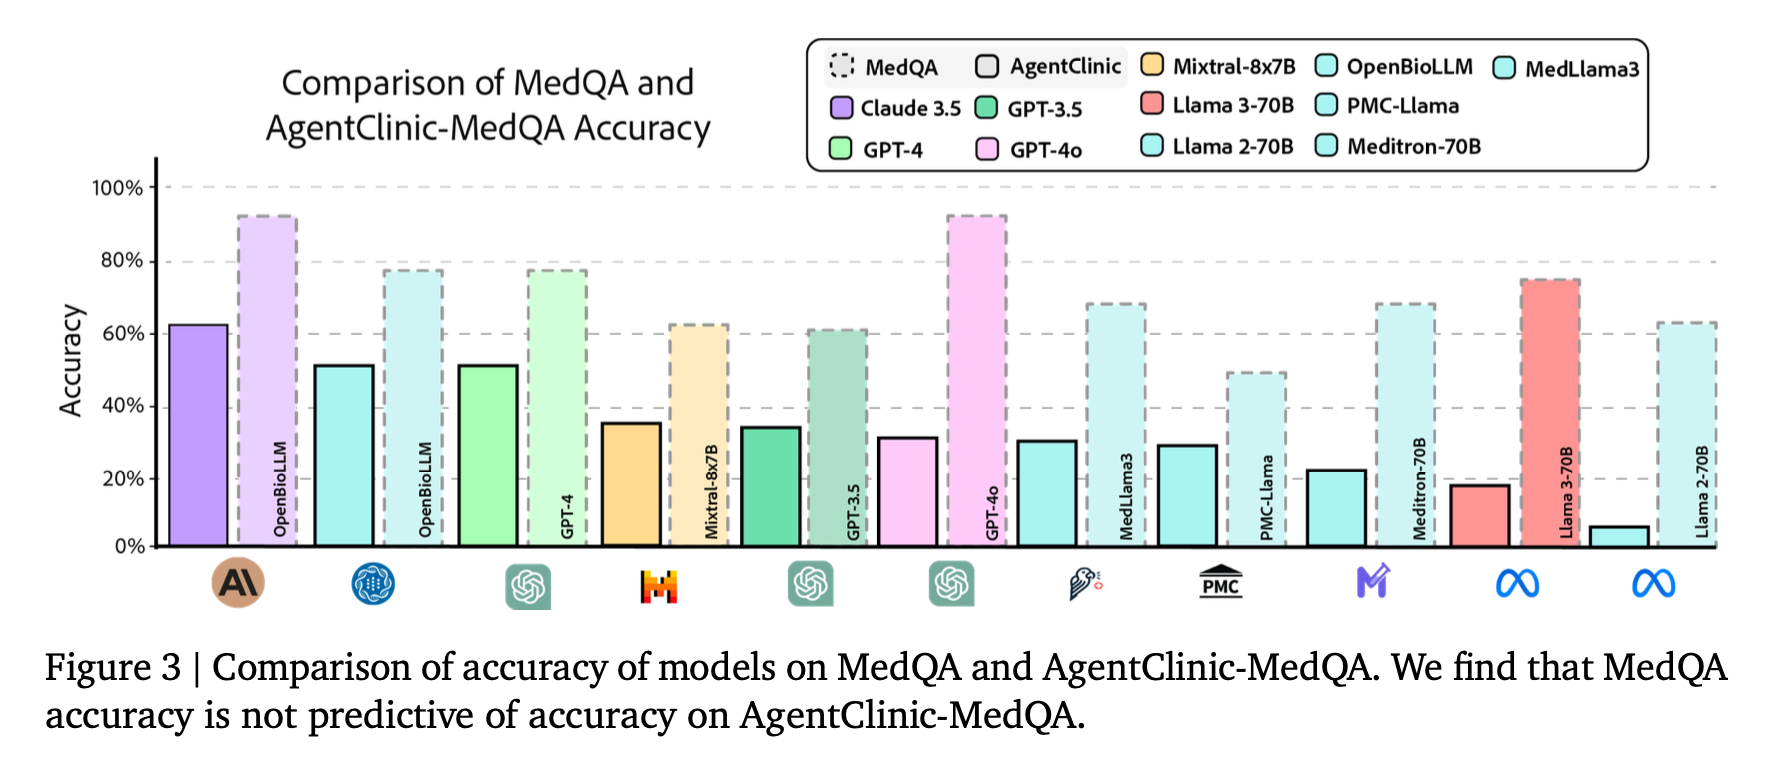 Comparison of MedQA and
AgentClinic-MedQA Accuracy
MedQA
AgentClinic
Mixtral-8x7B
OpenBioLLM
MedLlama3
Claude 3.5
GPT-3.5
Llama 3-70B
PMC-Llama
GPT-4
GPT-4o
Llama 2-70B
Meditron-70B
Accuracy
100%
80%
60%
40%
20%
0%
OpenBioLLM
OpenBioLLM
GPT-4
Mixtral-8x7B
GPT-3.5
GPT-4o
MedLlama3
PMC-Llama
Meditron-70B
Llama 3-70B
Llama 2-70B
PMC
Figure 3 | Comparison of accuracy of models on MedQA and AgentClinic-MedQA. We find that MedQA
accuracy is not predictive of accuracy on AgentClinic-MedQA.